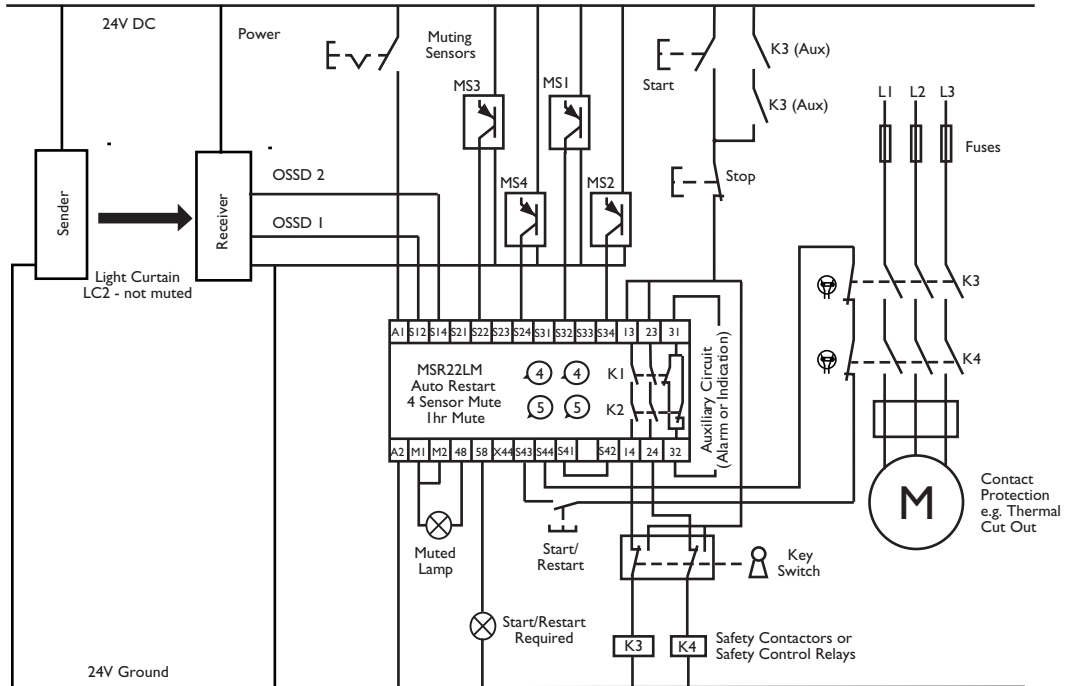 24V DC
Power
Muting
Sensors
K3 (Aux)
Start
K3 (Aux)
MS3
MS1
L1 L2 L3
Fuses
OSSD 2
MS4
MS2
Stop
Sender
Receiver
OSSD 1
Light Curtain
LC2 - not muted
K3
A1 S12 S14 S21 S22 S23 S24 S31 S32 S33 S34 13 23 31
MSR22LM
Auto Restart
4 Sensor Mute
1hr Mute
4 4
5 5
K1
K2
Auxiliary Circuit
(Alarm or Indication)
K4
A2 M1 M2 48 58 X44 S43 S44 S41 S42 14 24 32
M
Contact
Protection
e.g. Thermal
Cut Out
Muted
Lamp
Start/
Restart
Key
Switch
Start/Restart
Required
K3
K4
Safety Contactors or
Safety Control Relays
24V Ground